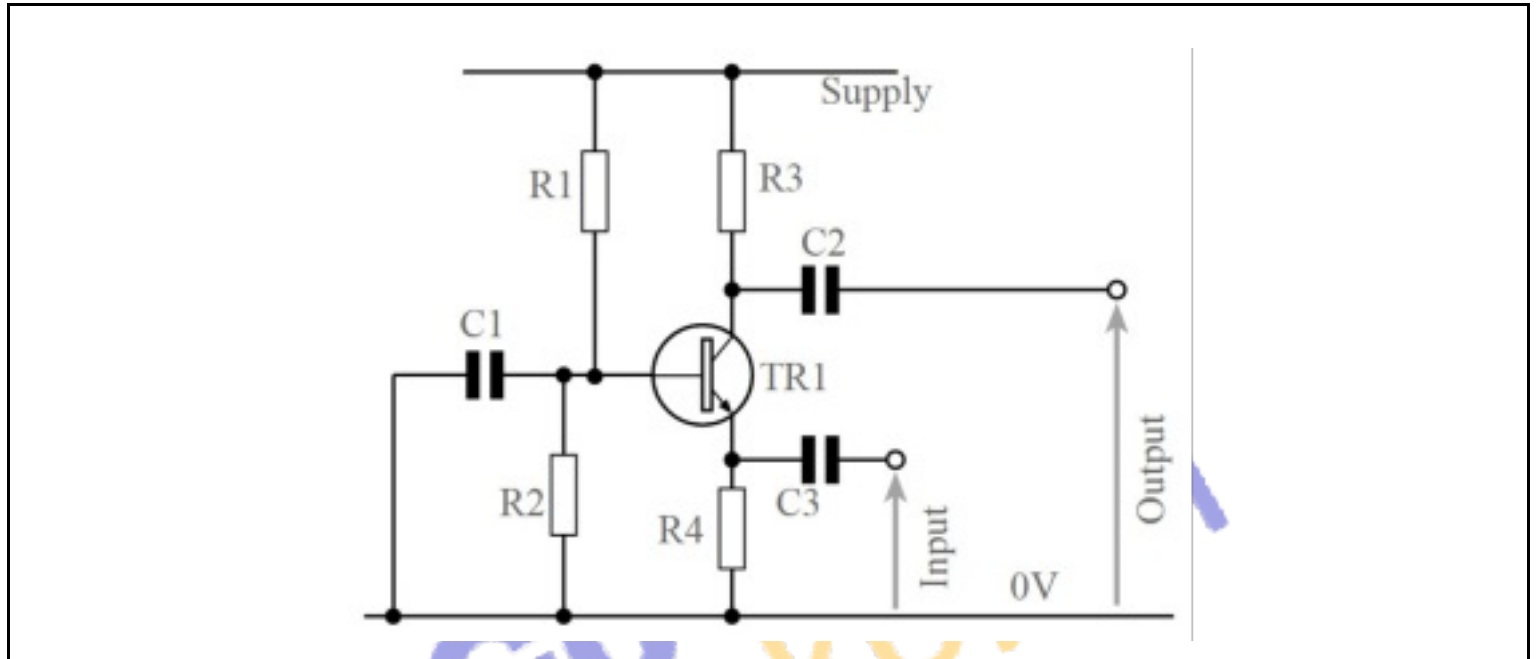 Supply
R1
R3
C2
C1
TR1
R2
R4
C3
Input
Output
0V